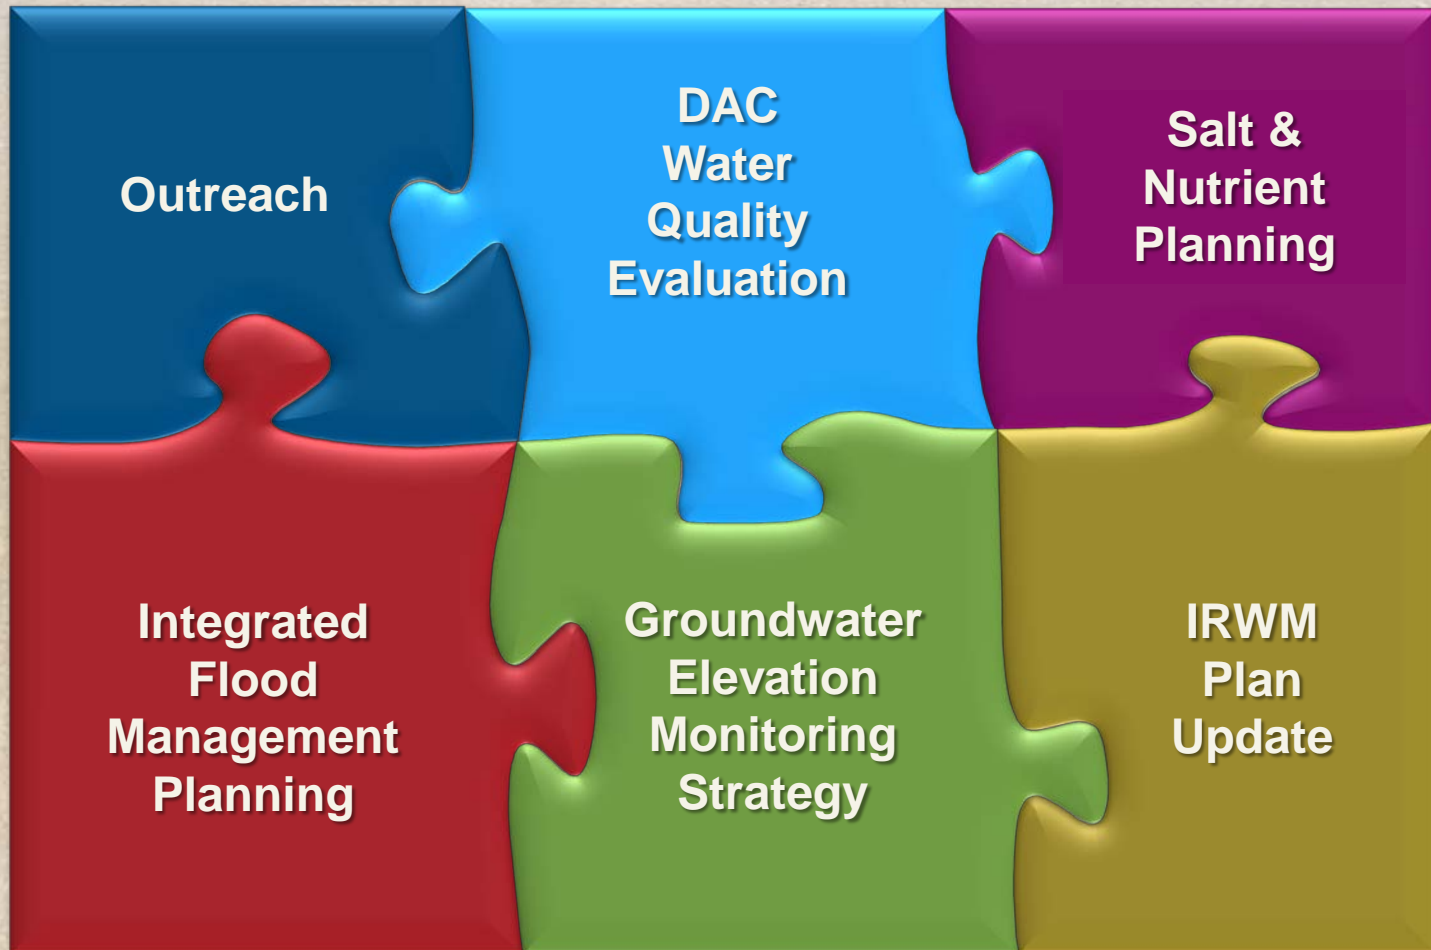 Outreach
DAC
Water
Quality
Evaluation
Salt &
Nutrient
Planning
Integrated
Flood
Management
Planning
Groundwater
Elevation
Monitoring
Strategy
IRWM
Plan
Update